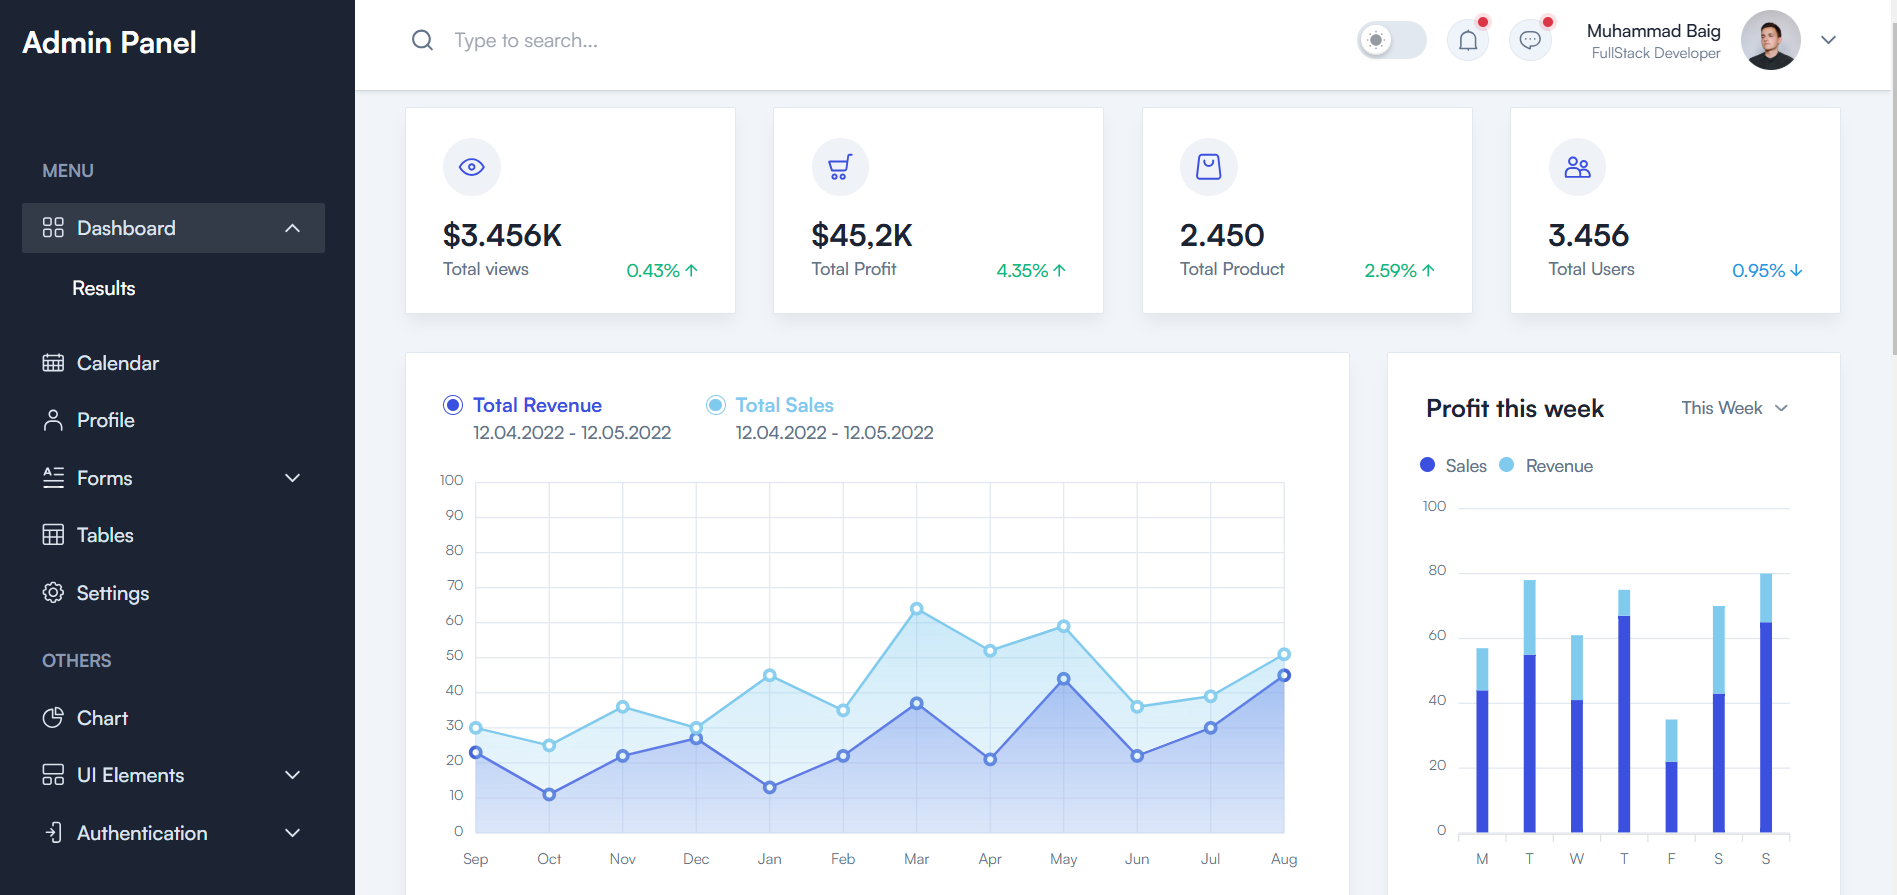 Admin Panel
MENU
Dashboard
Results
Calendar
Profile
Forms
Tables
Settings
OTHERS
Chart
UI Elements
Authentication
Type to search...
Muhammad Baig
FullStack Developer
$3.456K
Total views
0.43%
$45,2K
Total Profit
4.35%
2.450
Total Product
2.59%
3.456
Total Users
0.95%
Total Revenue
12.04.2022 - 12.05.2022
Total Sales
12.04.2022 - 12.05.2022
100
90
80
70
60
50
40
30
20
10
0
Sep Oct Nov Dec Jan Feb Mar Apr May Jun Jul Aug
Profit this week
This Week
Sales Revenue
100
80
60
40
20
0
M T W T F S S